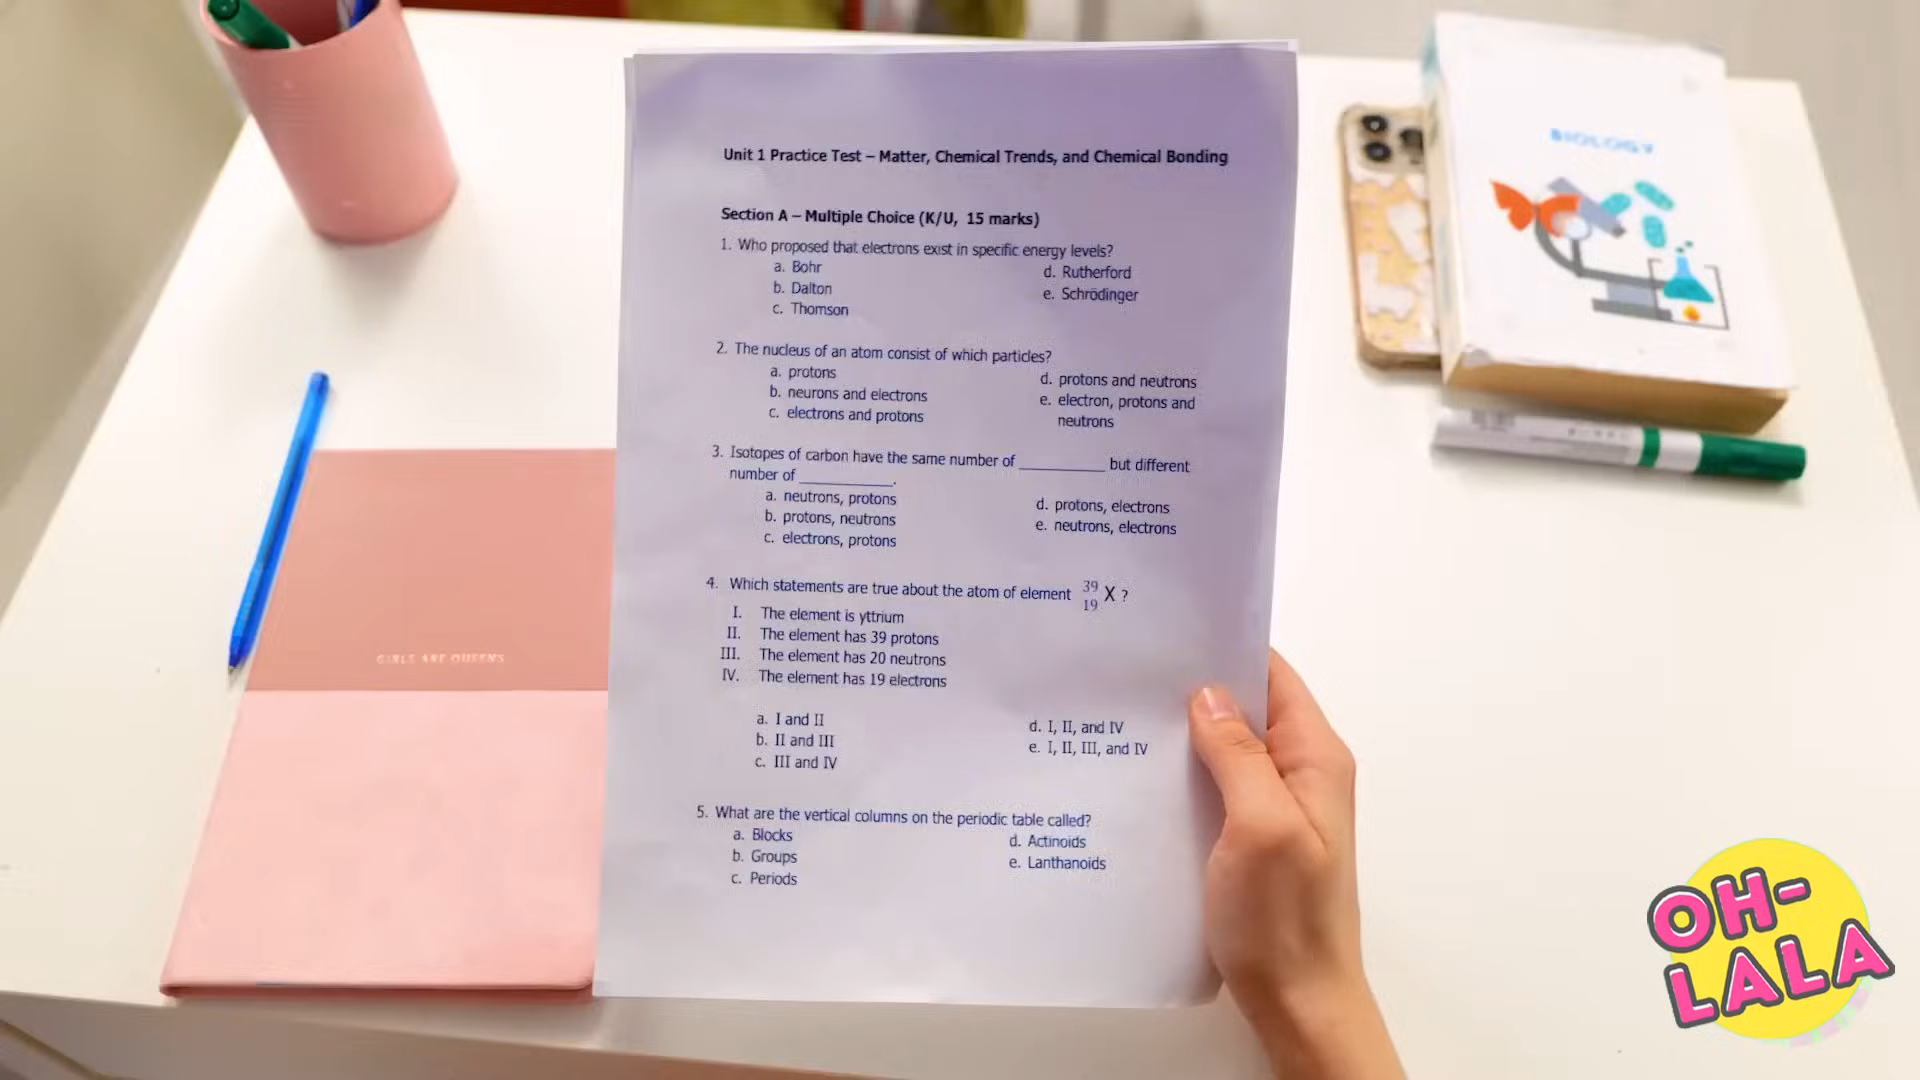 Unit 1 Practice Test – Matter, Chemical Trends, and Chemical Bonding
Section A – Multiple Choice (K/U, 15 marks)
1. Who proposed that electrons exist in specific energy levels?
a. Bohr
b. Dalton
c. Thomson
d. Rutherford
e. Schrödinger
2. The nucleus of an atom consist of which particles?
a. protons
b. neurons and electrons
c. electrons and protons
d. protons and neutrons
e. electron, protons and
neutrons
3. Isotopes of carbon have the same number of __________ but different
number of ___________.
a. neutrons, protons
b. protons, neutrons
c. electrons, protons
d. protons, electrons
e. neutrons, electrons
4. Which statements are true about the atom of element 39 19 X ?
I. The element is yttrium
II. The element has 39 protons
III. The element has 20 neutrons
IV. The element has 19 electrons
a. I and II
b. II and III
c. III and IV
d. I, II, and IV
e. I, II, III, and IV
5. What are the vertical columns on the periodic table called?
a. Blocks
b. Groups
c. Periods
d. Actinoids
e. Lanthanoids
GIRLS ARE QUEENS
BIOLOGY
OH-
LALA